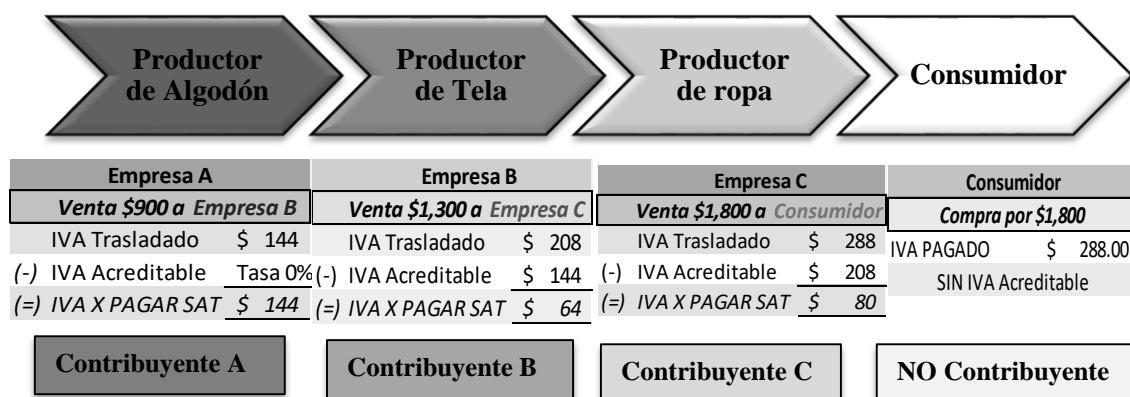 Productor
de Algodón
Productor
de Tela
Productor
de ropa
Consumidor
Empresa A
Venta $900 a Empresa B
IVA Trasladado $ 144
(-) IVA Acreditable Tasa 0%
(=) IVA X PAGAR SAT $ 144
Empresa B
Venta $1,300 a Empresa C
IVA Trasladado $ 208
(-) IVA Acreditable $ 144
(=) IVA X PAGAR SAT $ 64
Empresa C
Venta $1,800 a Consumidor
IVA Trasladado $ 288
(-) IVA Acreditable $ 208
(=) IVA X PAGAR SAT $ 80
Consumidor
Compra por $1,800
IVA PAGADO $ 288.00
SIN IVA Acreditable
Contribuyente A
Contribuyente B
Contribuyente C
NO Contribuyente